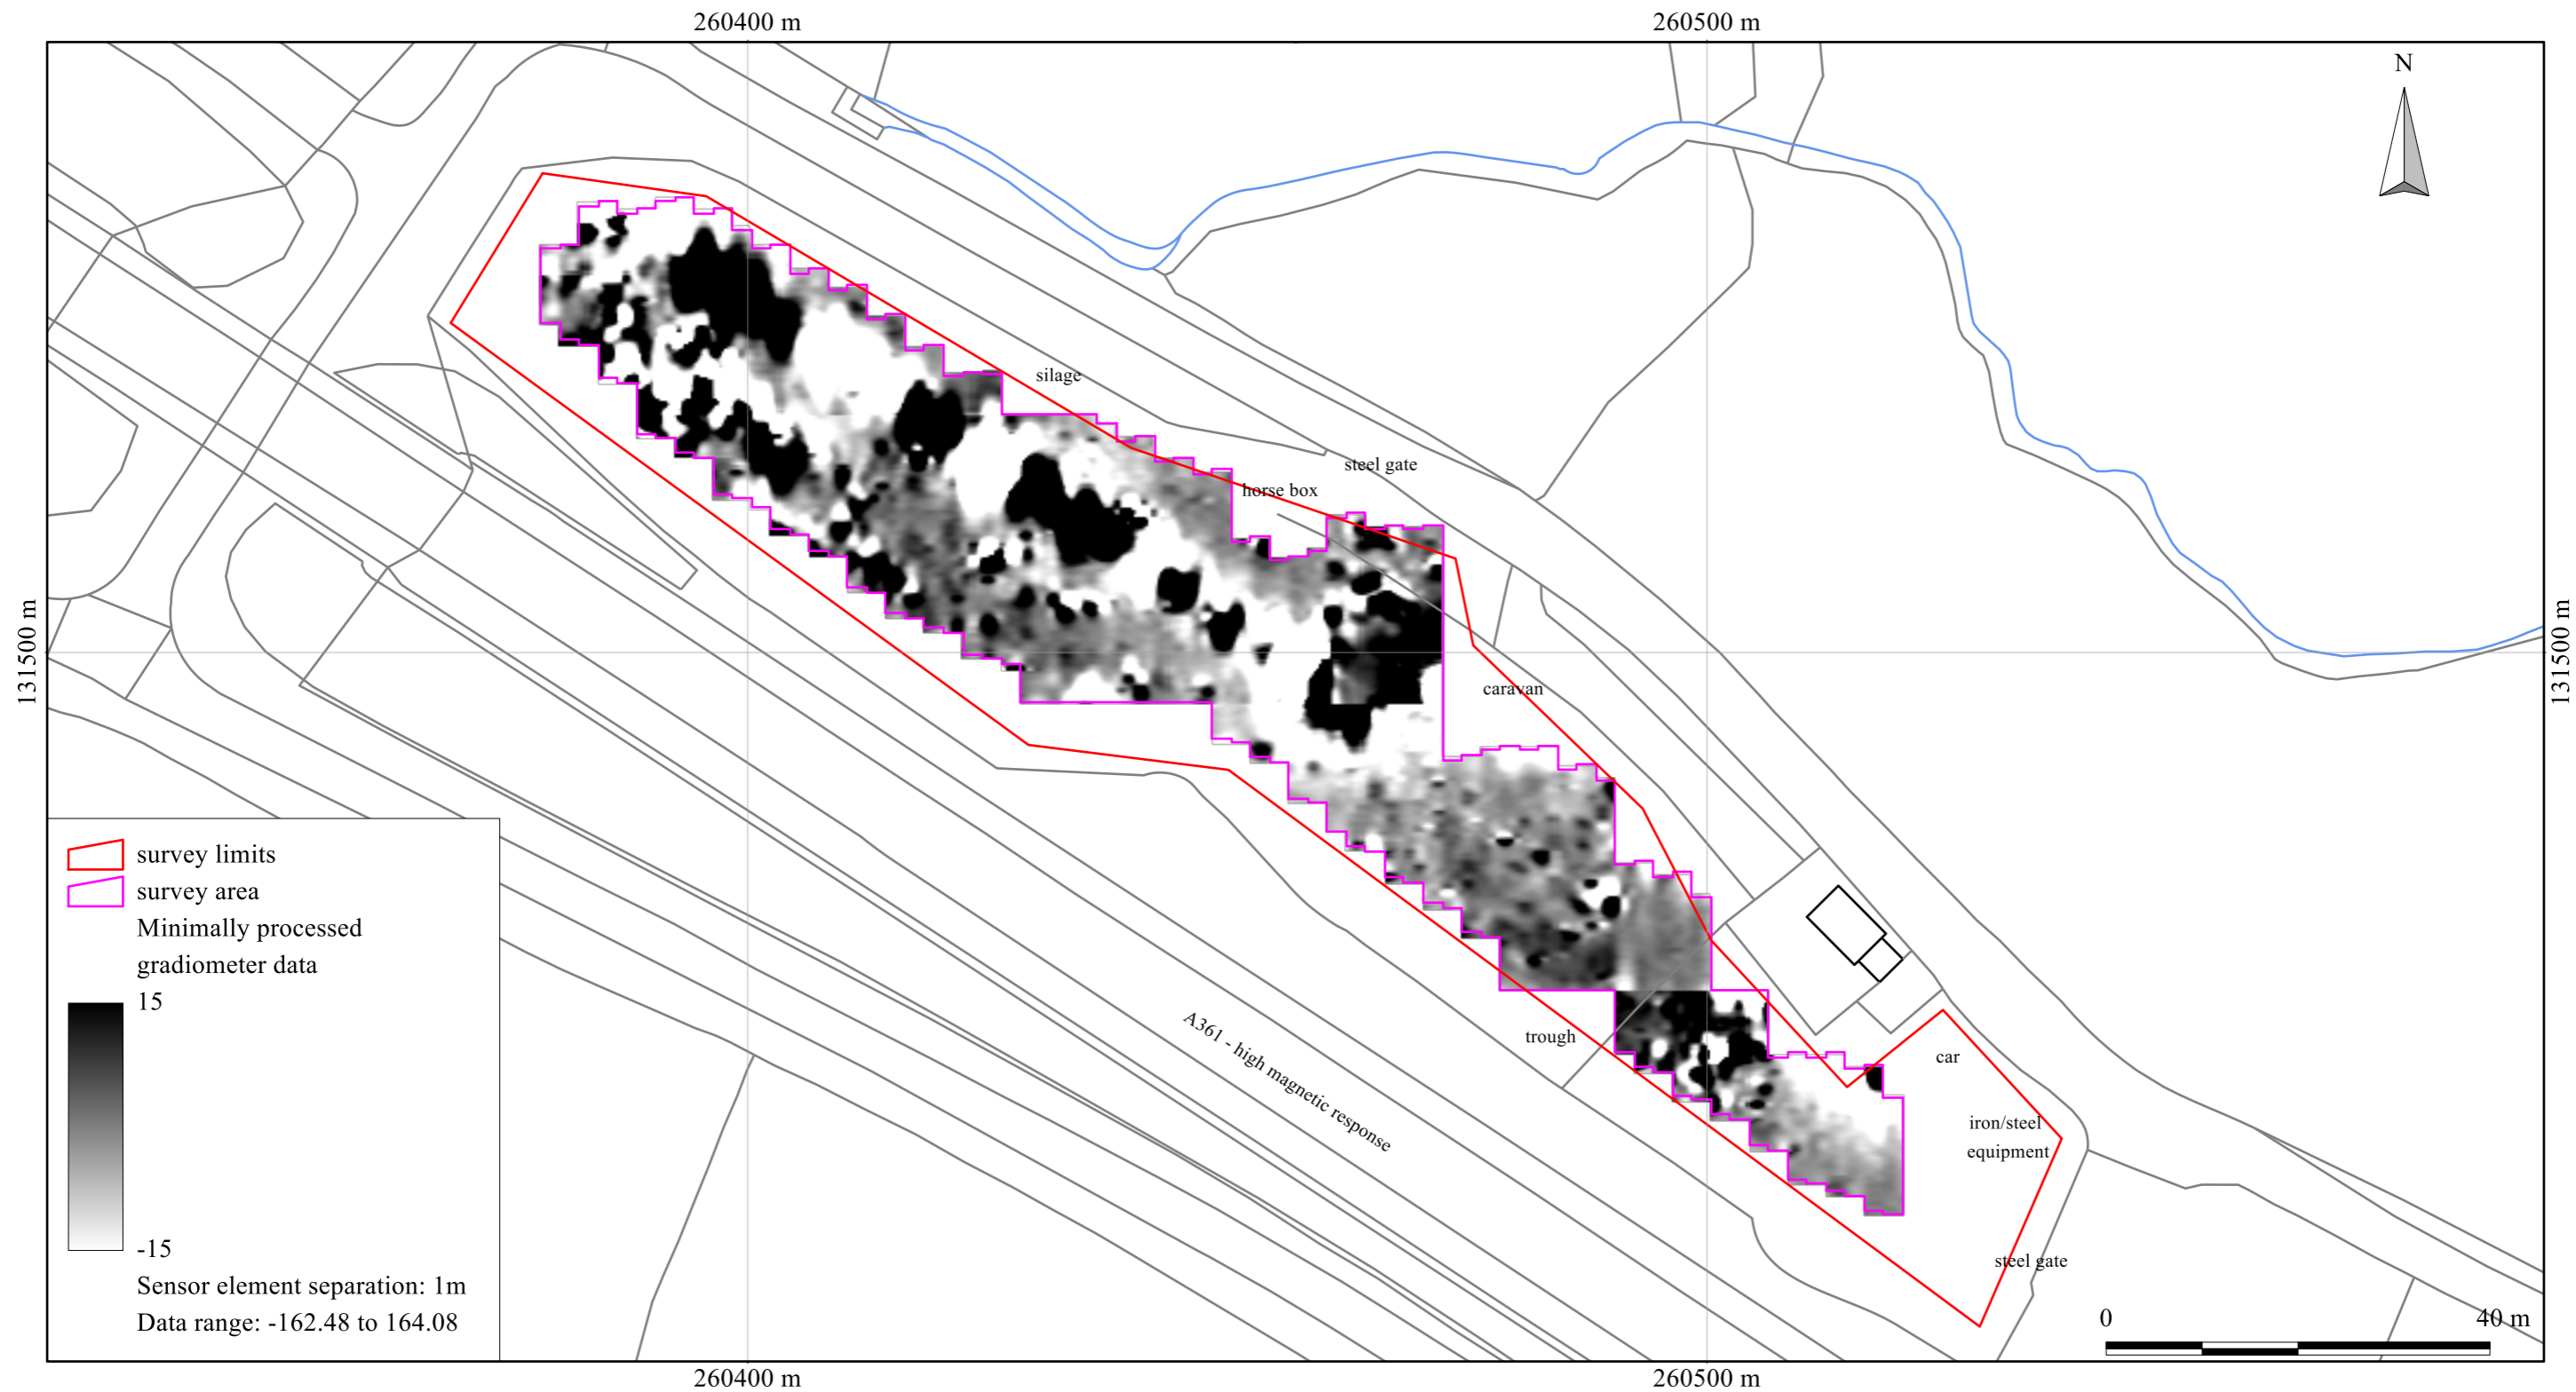 260400 m
260500 m
N
silage
steel gate
horse box
131500 m
131500 m
caravan
survey limits
survey area
Minimally processed
gradiometer data
15
-15
Sensor element separation: 1m
Data range: -162.48 to 164.08
A361 - high magnetic response
trough
car
iron/steel
equipment
steel gate
0
40 m
260400 m
260500 m